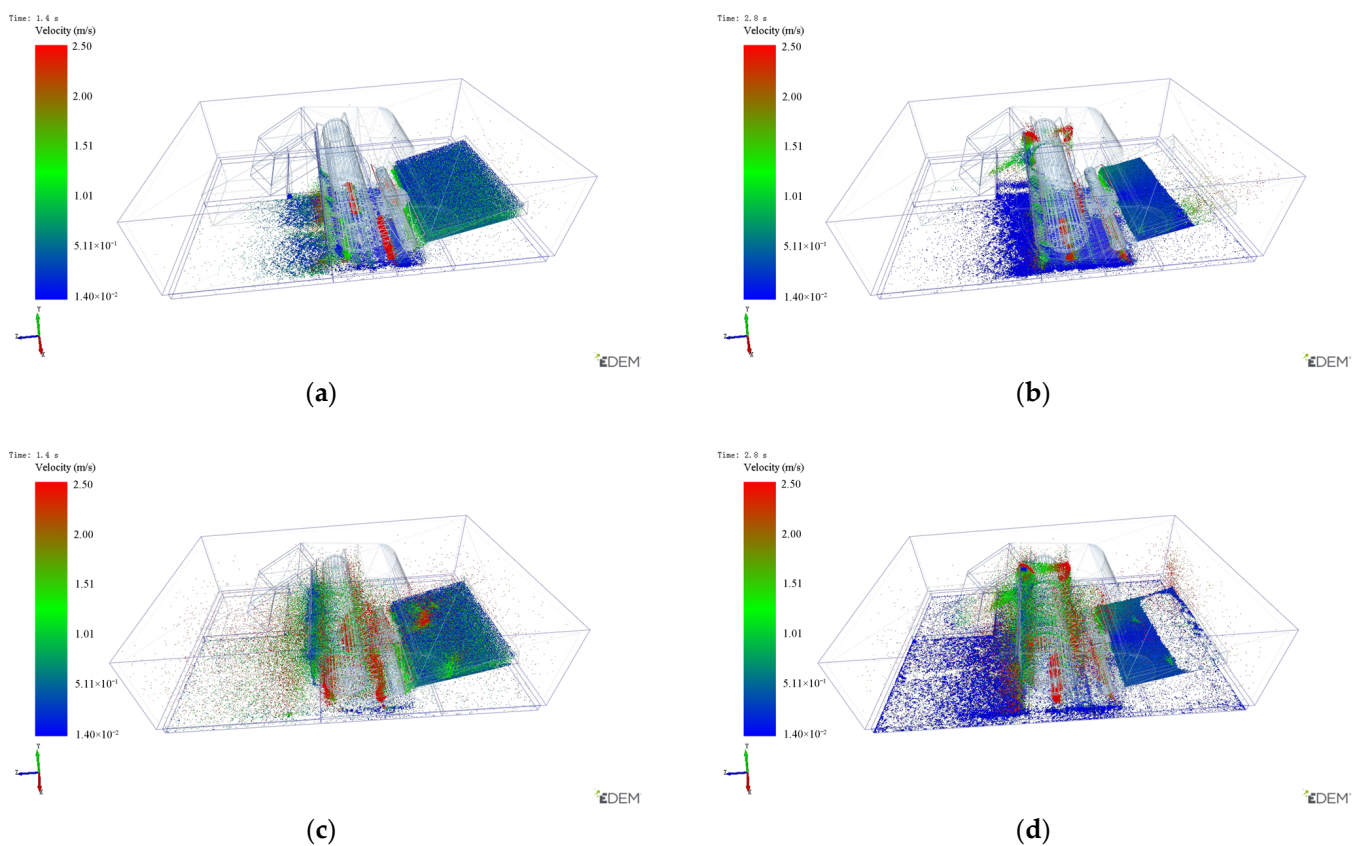 Time: 1.4 s
Velocity (m/s)
2.50
2.00
1.51
1.01
5.11×10⁻¹
1.40×10⁻²
Y
Z
X
EDEM
(a)
Time: 2.8 s
Velocity (m/s)
2.50
2.00
1.51
1.01
5.11×10⁻¹
1.40×10⁻²
Y
Z
X
EDEM
(b)
Time: 1.4 s
Velocity (m/s)
2.50
2.00
1.51
1.01
5.11×10⁻¹
1.40×10⁻²
Y
Z
X
EDEM
(c)
Time: 2.8 s
Velocity (m/s)
2.50
2.00
1.51
1.01
5.11×10⁻¹
1.40×10⁻²
Y
Z
X
EDEM
(d)